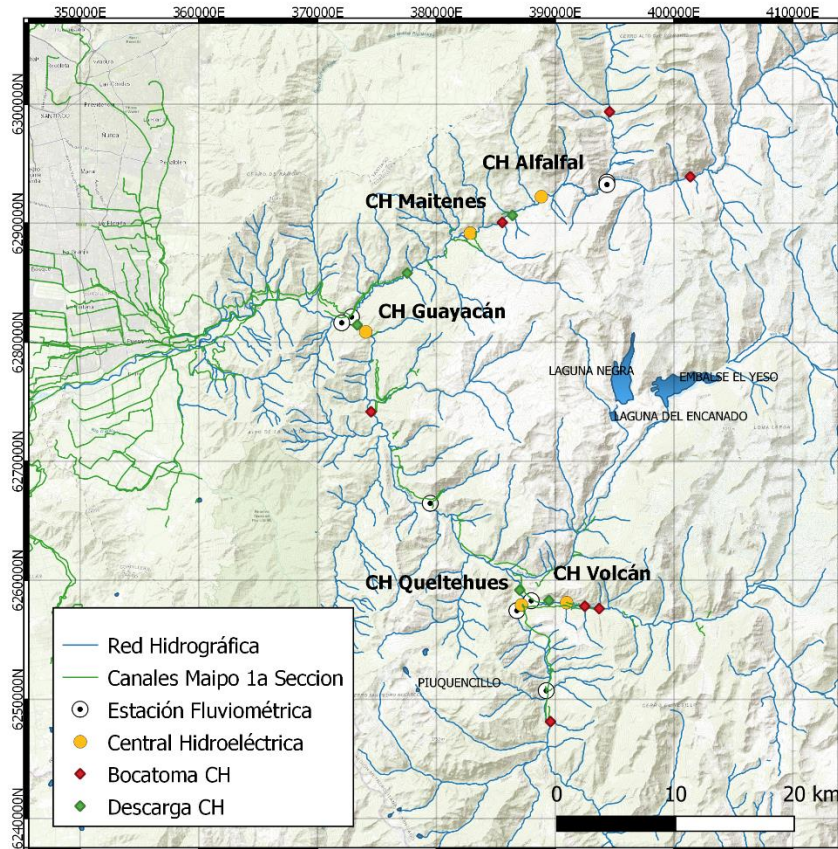 350000E 360000E 370000E 380000E 390000E 400000E 410000E
6300000N
6290000N
6280000N
6270000N
6260000N
6250000N
6240000N
CH Alfalfal
CH Maitenes
CH Guayacán
LAGUNA NEGRA
EMBALSE EL YESO
LAGUNA DEL ENCANADO
CH Queltehues
CH Volcán
PIUQUENCILLO
Red Hidrográfica
Canales Maipo 1a Seccion
Estación Fluviométrica
Central Hidroeléctrica
Bocatoma CH
Descarga CH
0 10 20 km